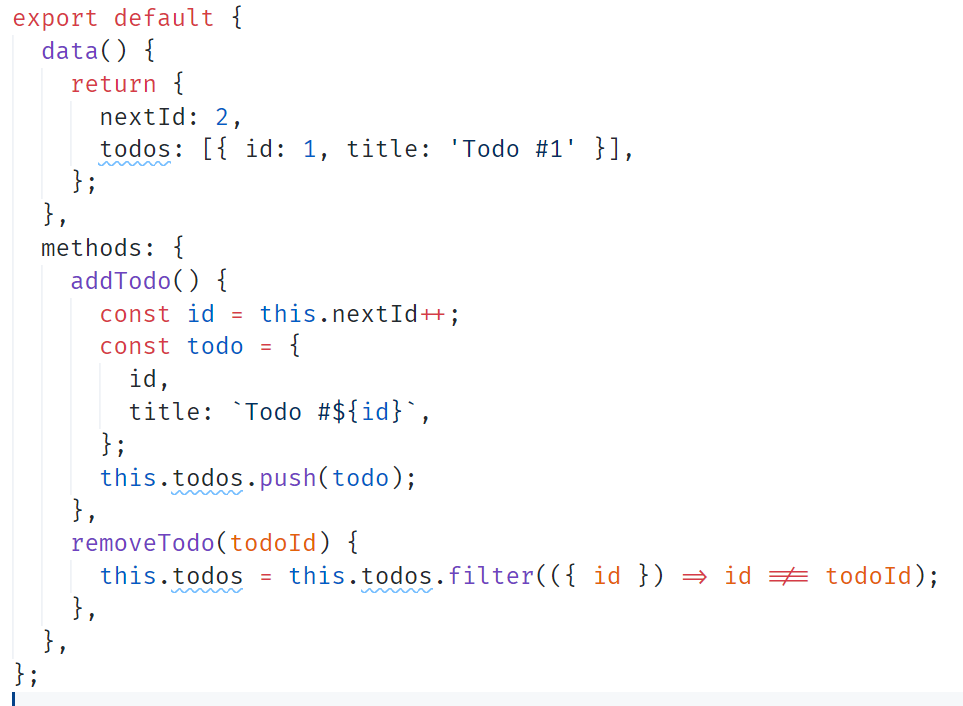 export default {
  data() {
    return {
      nextId: 2,
      todos: [{ id: 1, title: 'Todo #1' }],
    };
  },
  methods: {
    addTodo() {
      const id = this.nextId++;
      const todo = {
        id,
        title: `Todo #${id}`,
      };
      this.todos.push(todo);
    },
    removeTodo(todoId) {
      this.todos = this.todos.filter(({ id }) => id !== todoId);
    },
  },
};